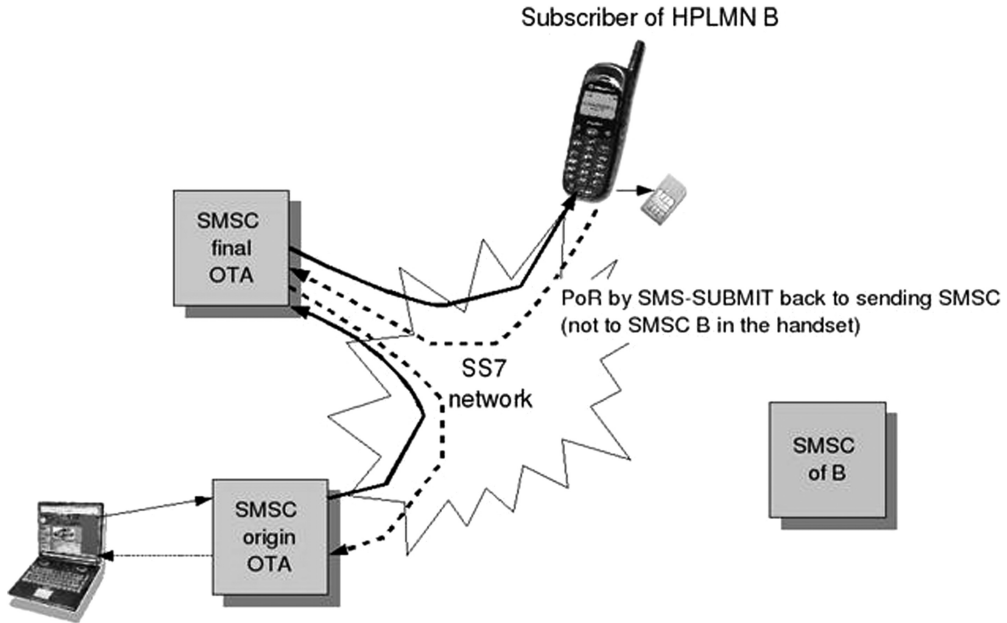 Subscriber of HPLMN B
SMSC
final
OTA
PoR by SMS-SUBMIT back to sending SMSC
(not to SMSC B in the handset)
SS7
network
SMSC
of B
SMSC
origin
OTA